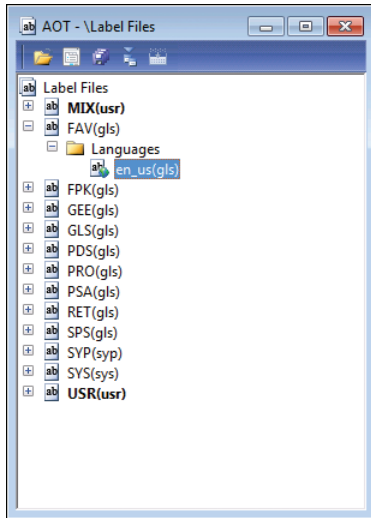 AOT - \Label Files
Label Files
MIX(usr)
FAV(gls)
Languages
en_us(gls)
FPK(gls)
GEE(gls)
GLS(gls)
PDS(gls)
PRO(gls)
PSA(gls)
RET(gls)
SPS(gls)
SYP(syp)
SYS(sys)
USR(usr)